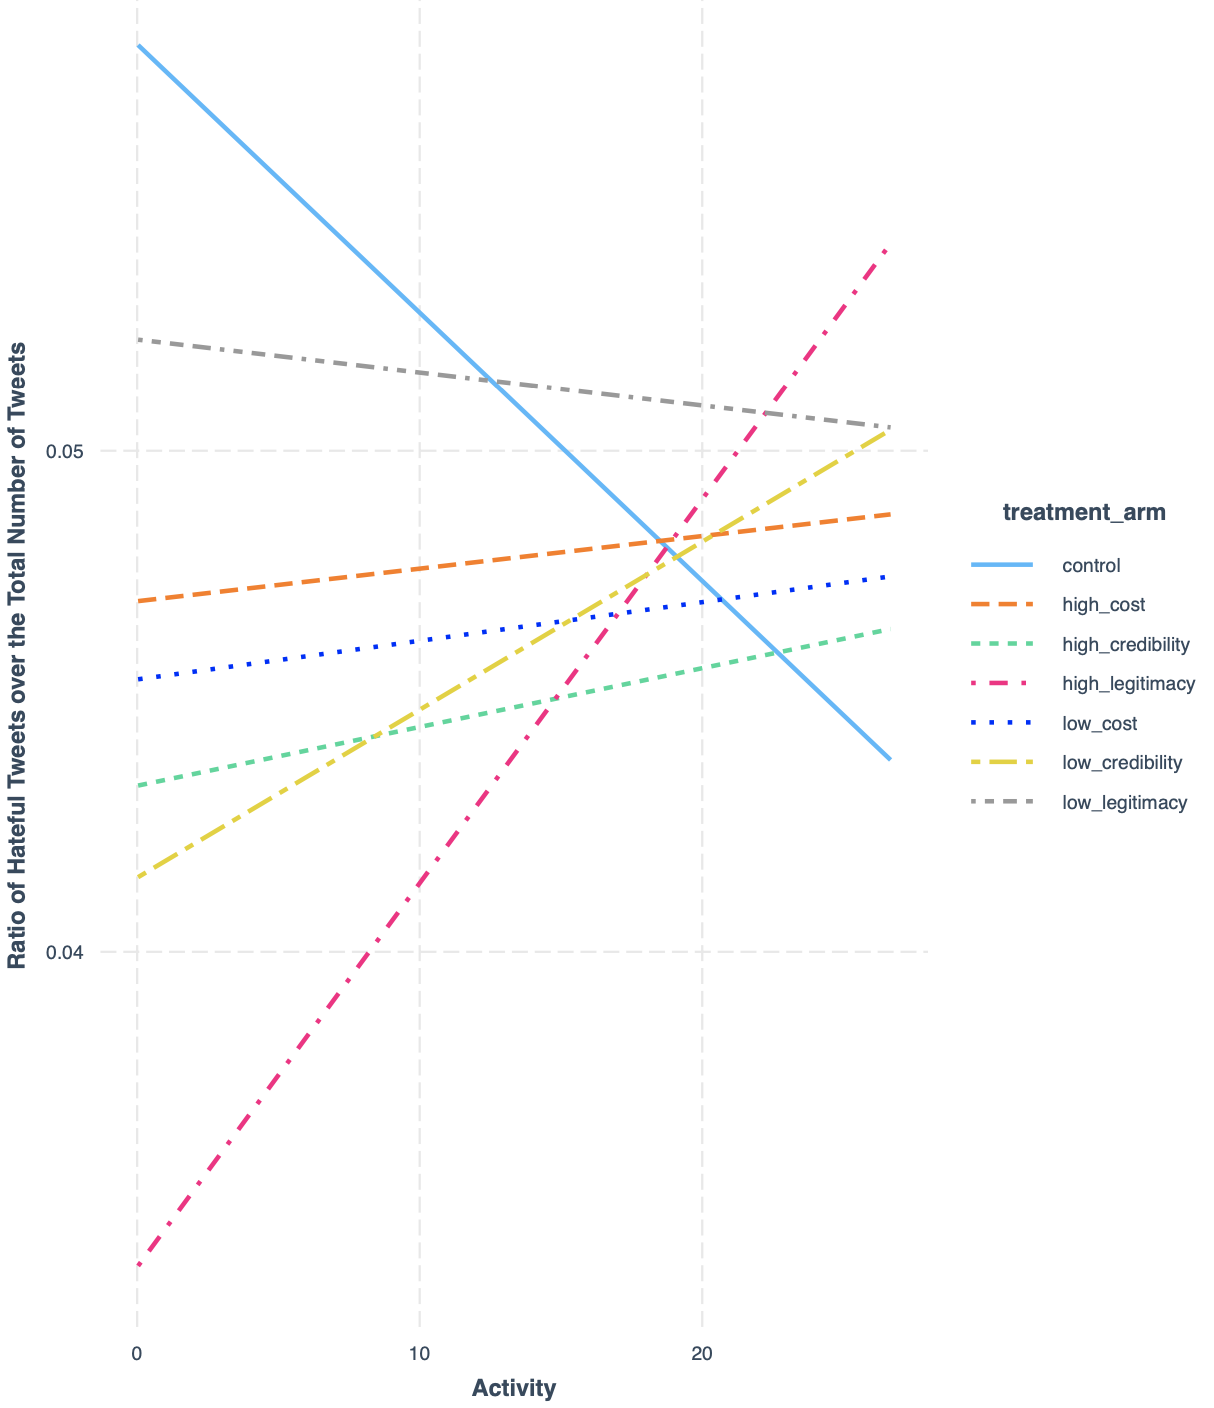 Ratio of Hateful Tweets over the Total Number of Tweets
0.05
0.04
0
10
20
Activity
treatment_arm
control
high_cost
high_credibility
high_legitimacy
low_cost
low_credibility
low_legitimacy